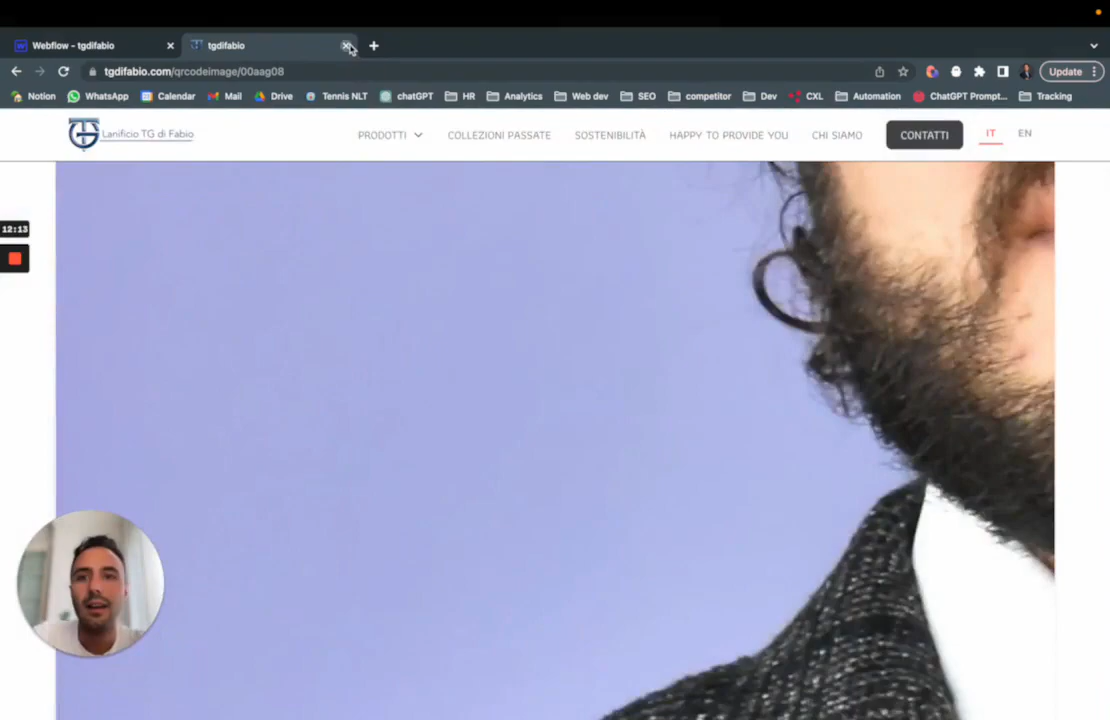 Webflow - tgdifabio
tgdifabio
tgdifabio.com/qrcodeimage/00aag08
Update
Notion WhatsApp Calendar Mail Drive Tennis NLT chatGPT HR Analytics Web dev SEO competitor Dev CXL Automation ChatGPT Prompt... Tracking
Lanificio TG di Fabio
PRODOTTI COLLEZIONI PASSATE SOSTENIBILITÀ HAPPY TO PROVIDE YOU CHI SIAMO CONTATTI IT EN
12:13